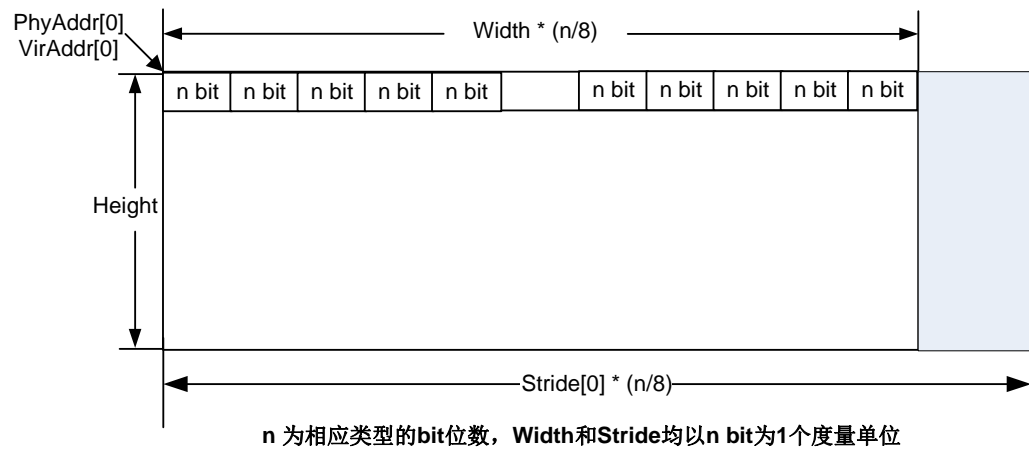 PhyAddr[0]
VirAddr[0]
Width * (n/8)
n bit n bit n bit n bit n bit n bit n bit n bit n bit n bit
Height
Stride[0] * (n/8)
n 为相应类型的bit位数，Width和Stride均以n bit为1个度量单位